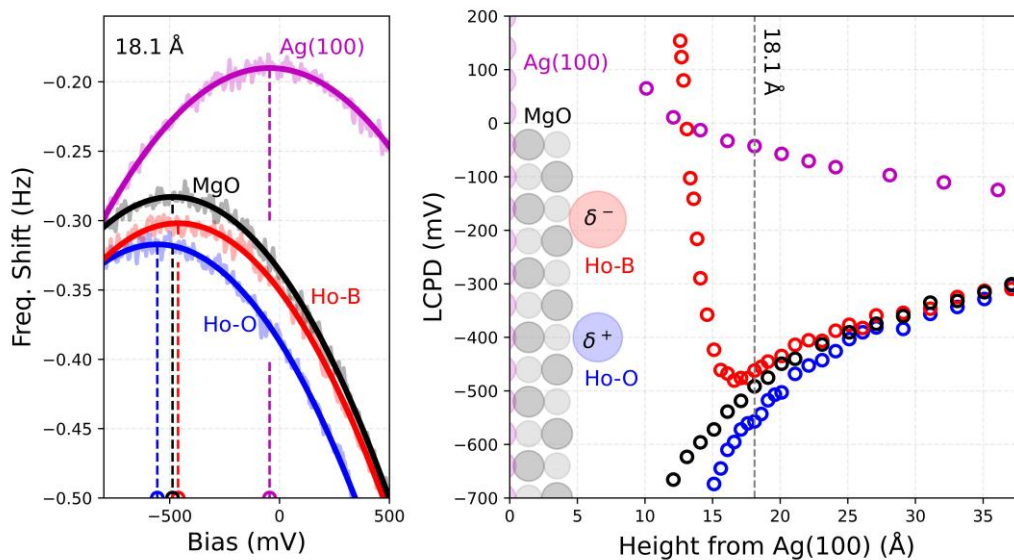 18.1 Å
Ag(100)
MgO
Ho-B
Ho-O
−0.20
−0.25
−0.30
−0.35
−0.40
−0.45
−0.50
Freq. Shift (Hz)
−500
0
500
Bias (mV)
200
100
0
−100
−200
−300
−400
−500
−600
−700
LCPD (mV)
Ag(100)
18.1 Å
MgO
δ⁻
Ho-B
δ⁺
Ho-O
0
5
10
15
20
25
30
35
Height from Ag(100) (Å)